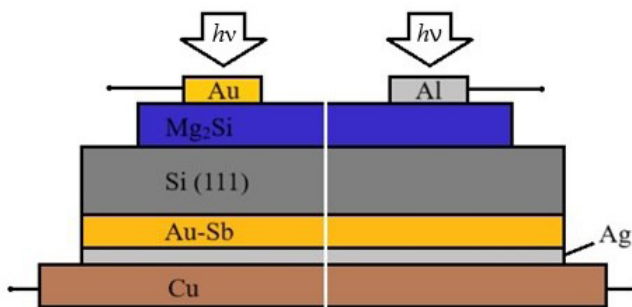 hν hν
Au Al
Mg₂Si
Si (111)
Au-Sb
Ag
Cu